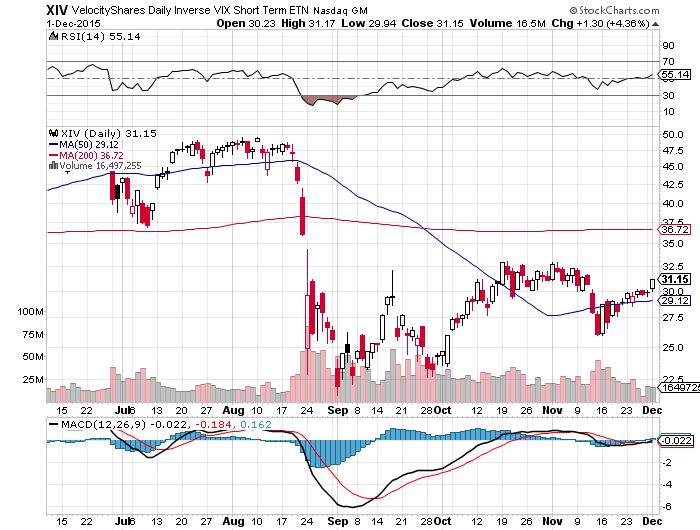 XIV VelocityShares Daily Inverse VIX Short Term ETN Nasdaq GM
© StockCharts.com
1-Dec-2015
Open 30.23 High 31.17 Low 29.94 Close 31.15 Volume 16.5M Chg +1.30 (+4.36%)
RSI(14) 55.14
90
70
55.14
50
30
10
XIV (Daily) 31.15
MA(50) 29.12
MA(200) 36.72
Volume 16,497,255
50.0
47.5
45.0
42.5
40.0
37.5
36.72
35.0
32.5
31.15
30.0
29.12
27.5
25.0
22.5
100M
75M
50M
25M
1649725
15 22 Jul 6 13 20 27 Aug 10 17 24 Sep 8 14 21 28 Oct 12 19 26 Nov 9 16 23 Dec
MACD(12,26,9) -0.022, -0.184, 0.162
-0.022
-2
-4
-6
15 22 Jul 6 13 20 27 Aug 10 17 24 Sep 8 14 21 28 Oct 12 19 26 Nov 9 16 23 Dec